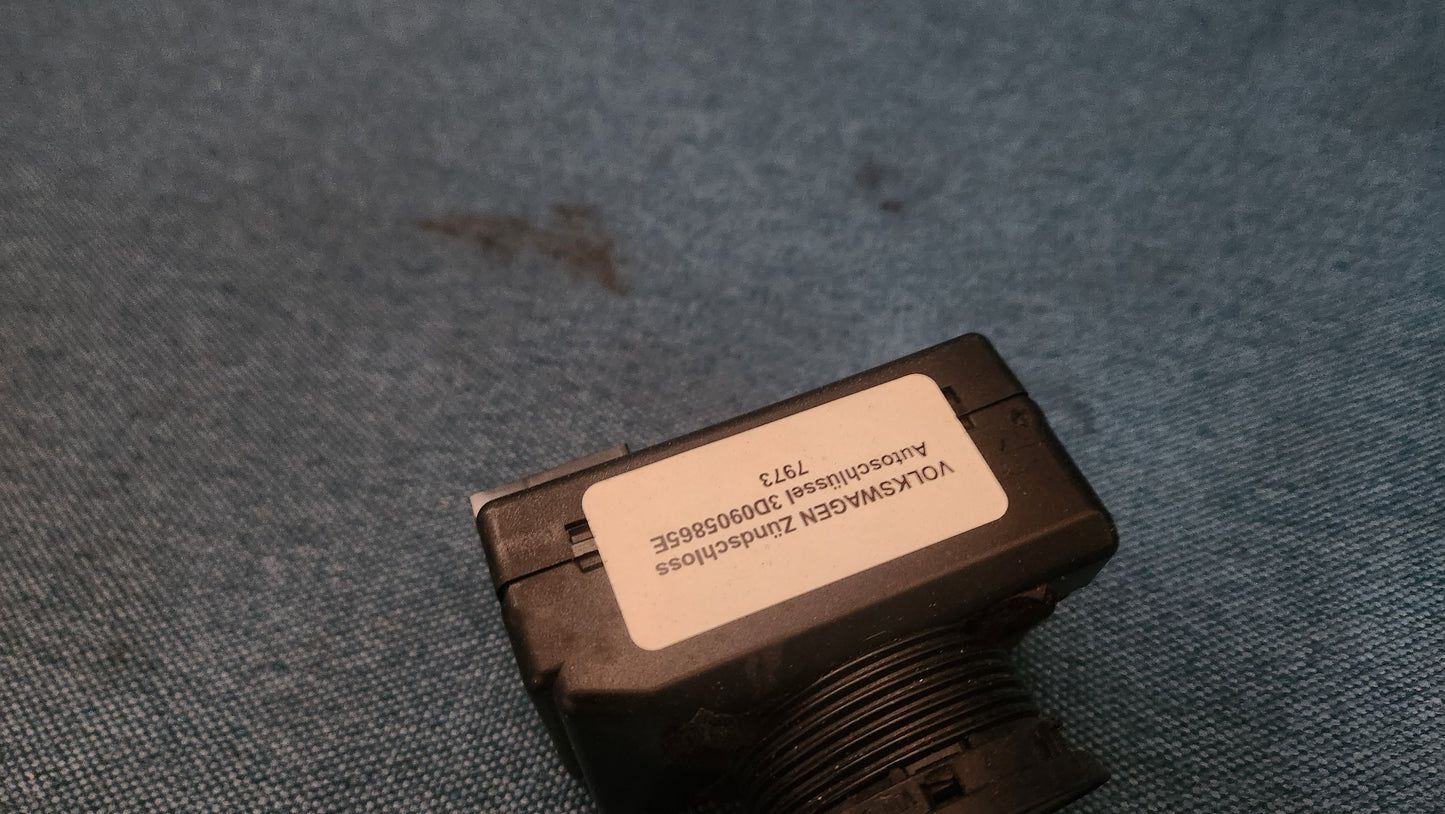 VOLKSWAGEN Zündschloss
Autoschlüssel 3D0905865E
7973